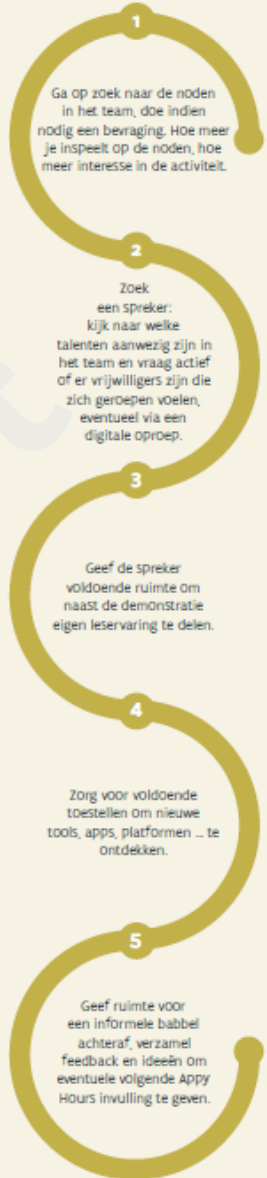 1
Ga op zoek naar de noden
in het team, doe indien
nodig een bevraging. Hoe meer
je inspeelt op de noden, hoe
meer interesse in de activiteit.
2
Zoek
een spreker:
kijk naar welke
talenten aanwezig zijn in
het team en vraag actief
of er vrijwilligers zijn die
zich geroepen voelen,
eventueel via een
digitale oproep.
3
Geef de spreker
voldoende ruimte om
naast de demonstratie
eigen leservaring te delen.
4
Zorg voor voldoende
toestellen om nieuwe
tools, apps, platformen ... te
ontdekken.
5
Geef ruimte voor
een informele babbel
achteraf, verzamel
feedback en ideeën om
eventuele volgende Appy
Hours invulling te geven.